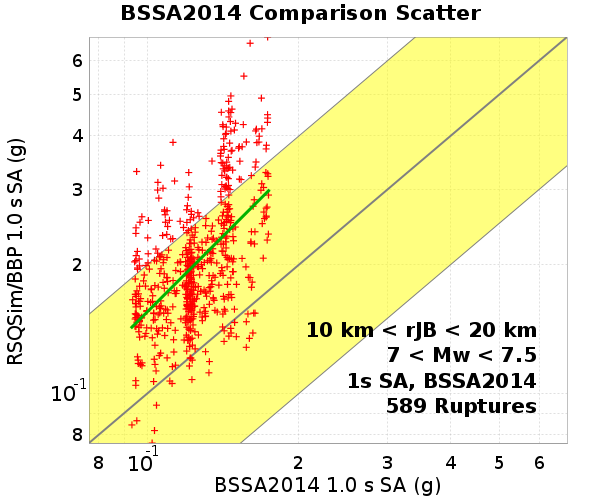 BSSA2014 Comparison Scatter
RSQSim/BBP 1.0 s SA (g)
6
5
4
3
2
10-1
8
10 km < rJB < 20 km
7 < Mw < 7.5
1s SA, BSSA2014
589 Ruptures
8 10-1 2 3 4 5 6
BSSA2014 1.0 s SA (g)